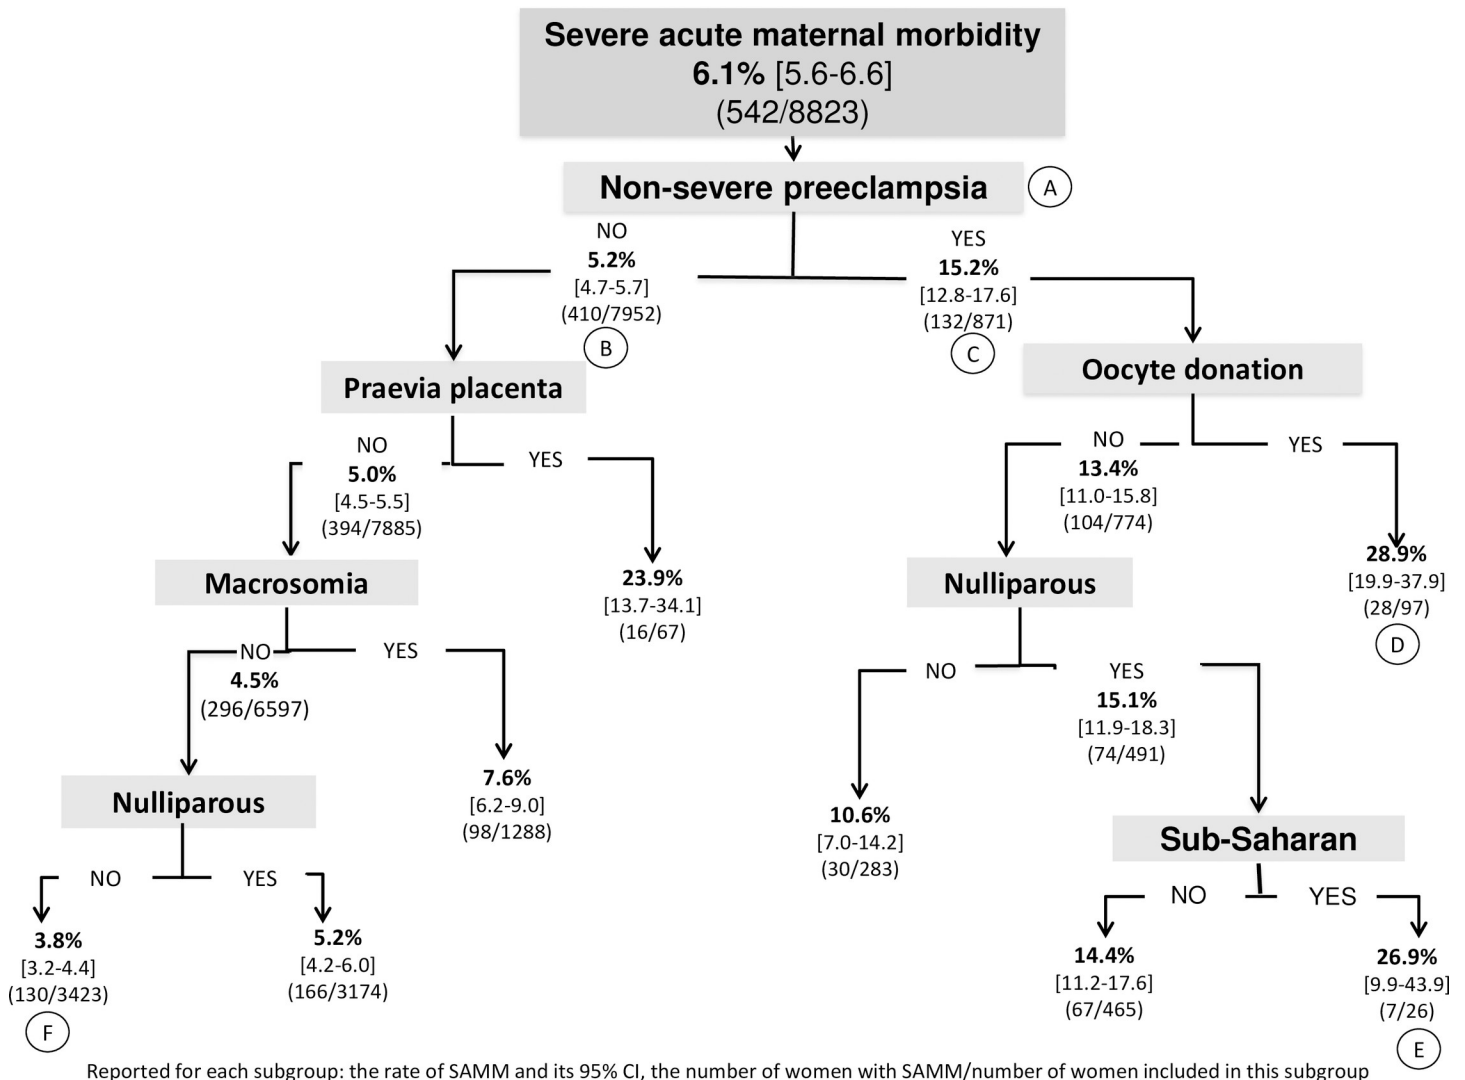 Severe acute maternal morbidity
6.1% [5.6-6.6]
(542/8823)
Non-severe preeclampsia
A
NO
5.2%
[4.7-5.7]
(410/7952)
B
YES
15.2%
[12.8-17.6]
(132/871)
C
Praevia placenta
Oocyte donation
NO
5.0%
[4.5-5.5]
(394/7885)
YES
23.9%
[13.7-34.1]
(16/67)
NO
13.4%
[11.0-15.8]
(104/774)
YES
28.9%
[19.9-37.9]
(28/97)
D
Macrosomia
Nulliparous
NO
4.5%
(296/6597)
YES
7.6%
[6.2-9.0]
(98/1288)
NO
10.6%
[7.0-14.2]
(30/283)
YES
15.1%
[11.9-18.3]
(74/491)
Nulliparous
Sub-Saharan
NO
3.8%
[3.2-4.4]
(130/3423)
F
YES
5.2%
[4.2-6.0]
(166/3174)
NO
14.4%
[11.2-17.6]
(67/465)
YES
26.9%
[9.9-43.9]
(7/26)
E
Reported for each subgroup: the rate of SAMM and its 95% CI, the number of women with SAMM/number of women included in this subgroup